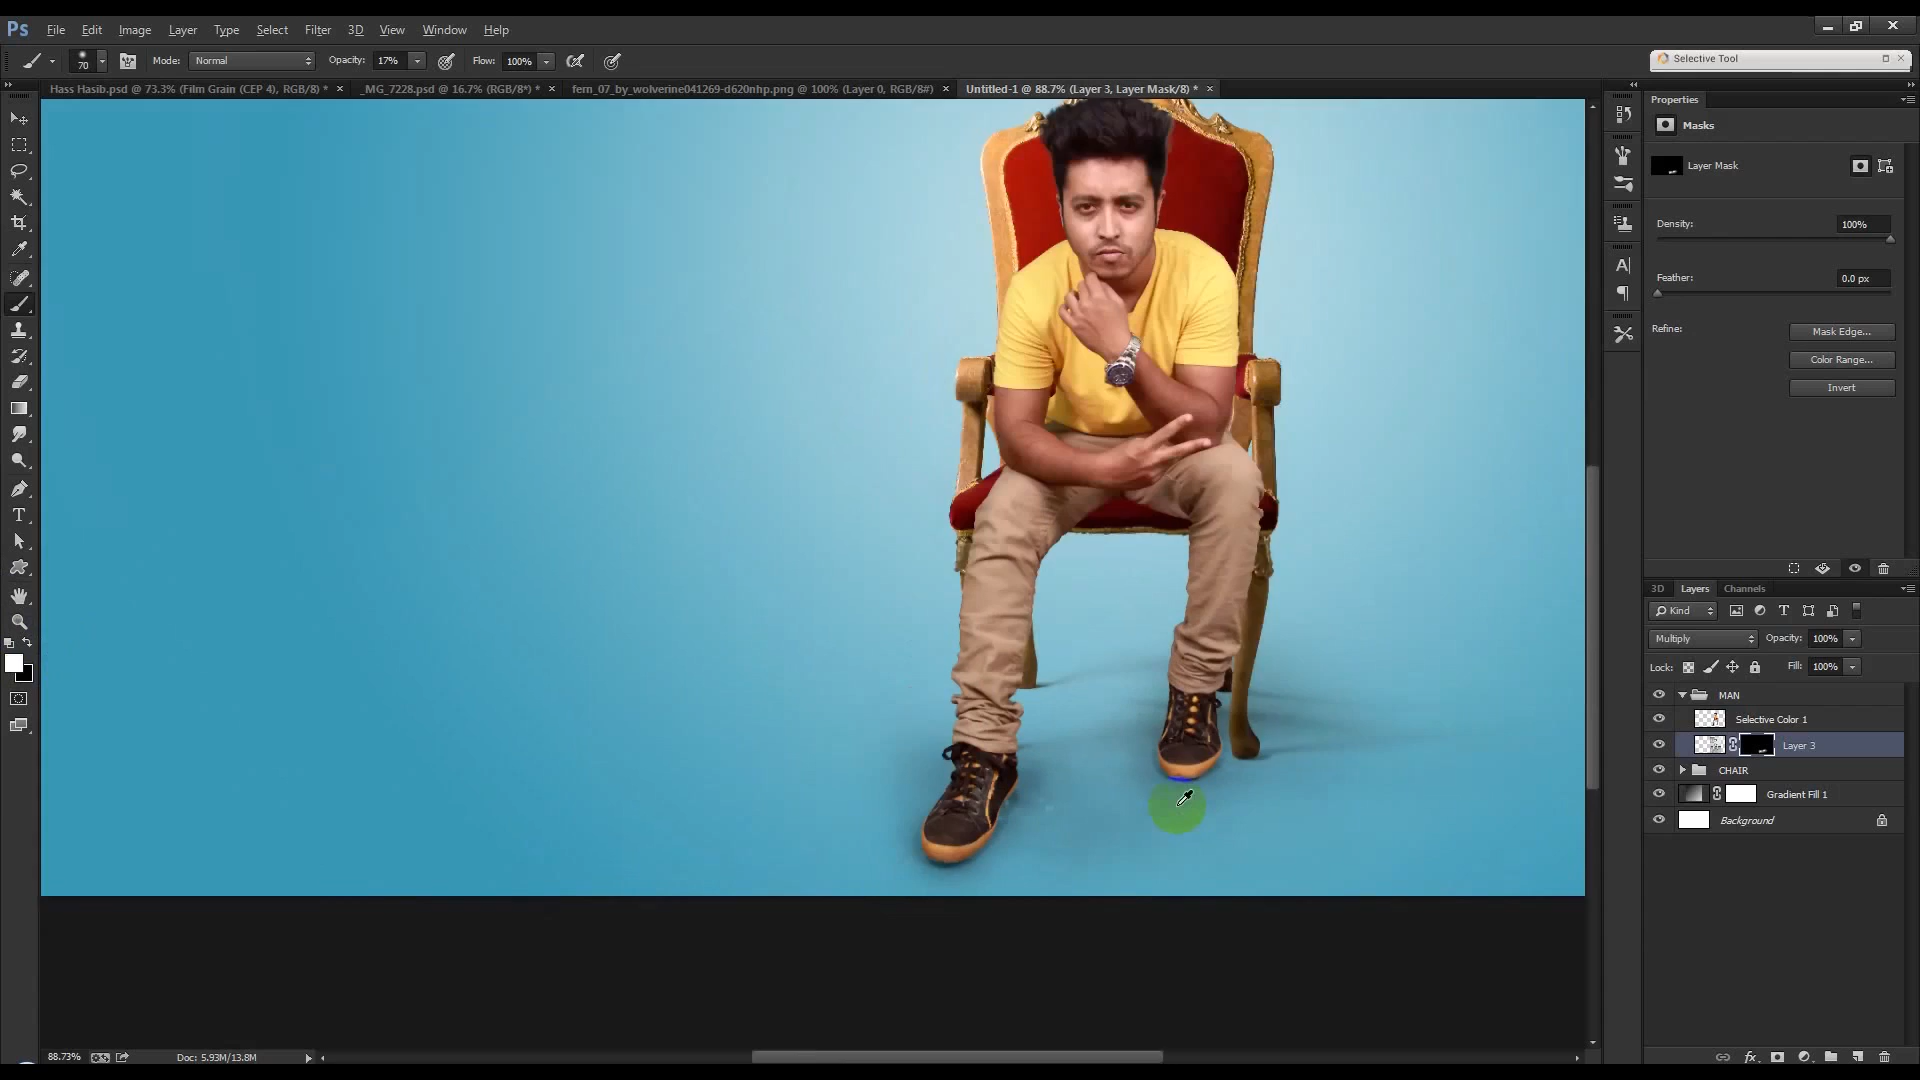 Ps File Edit Image Layer Type Select Filter 3D View Window Help
70 Mode: Normal Opacity: 17% Flow: 100%
Selective Tool
Hass Hasib.psd @ 73.3% (Film Grain (CEP 4), RGB/8) * × _MG_7228.psd @ 16.7% (RGB/8*) * × fern_07_by_wolverine041269-d620nhp.png @ 100% (Layer 0, RGB/8#) × Untitled-1 @ 88.7% (Layer 3, Layer Mask/8) * ×
Properties
Masks
Layer Mask
Density: 100%
Feather: 0.0 px
Refine: Mask Edge...
Color Range...
Invert
3D Layers Channels
Kind
Multiply Opacity: 100%
Lock: Fill: 100%
MAN
Selective Color 1
Layer 3
CHAIR
Gradient Fill 1
Background
88.73% Doc: 5.93M/13.8M